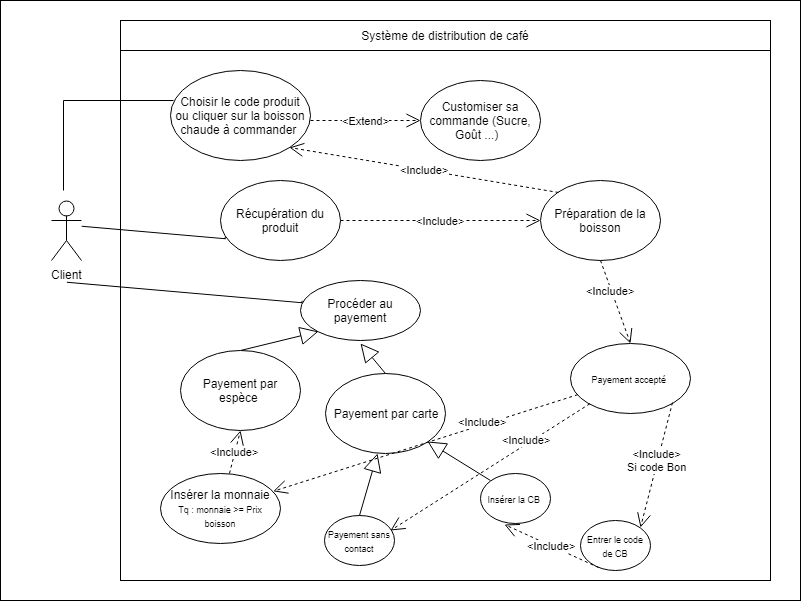 Système de distribution de café
Choisir le code produit
ou cliquer sur la boisson
chaude à commander
<Extend>
Customiser sa
commande (Sucre,
Goût ...)
<Include>
Récupération du
produit
<Include>
Préparation de la
boisson
Client
<Include>
Procéder au
payement
Payement par
espèce
Payement par carte
Payement accepté
<Include>
<Include>
<Include>
<Include>
Si code Bon
Insérer la monnaie
Tq : monnaie >= Prix
boisson
Insérer la CB
Payement sans
contact
<Include>
Entrer le code
de CB